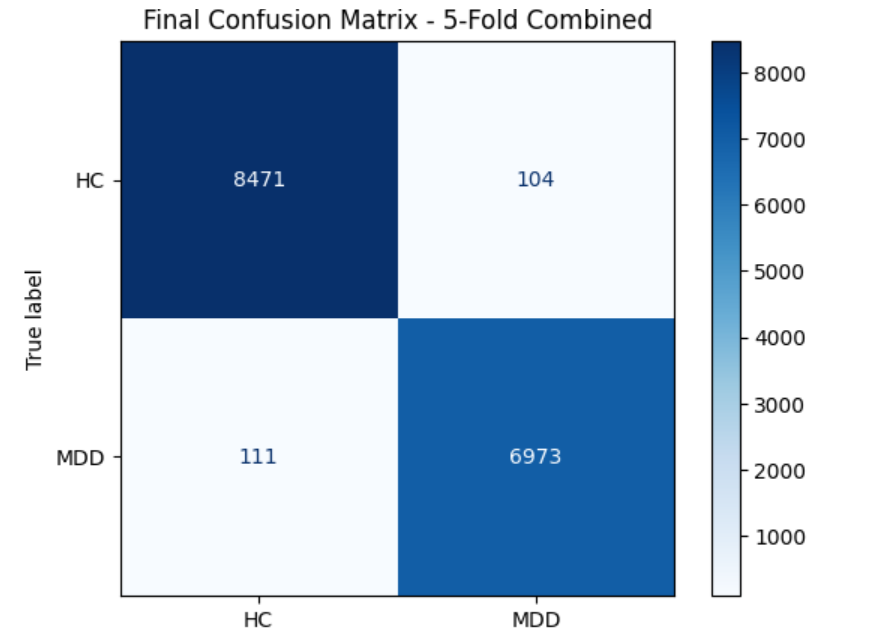 Final Confusion Matrix - 5-Fold Combined
True label
HC
8471
104
MDD
111
6973
HC
MDD
8000
7000
6000
5000
4000
3000
2000
1000